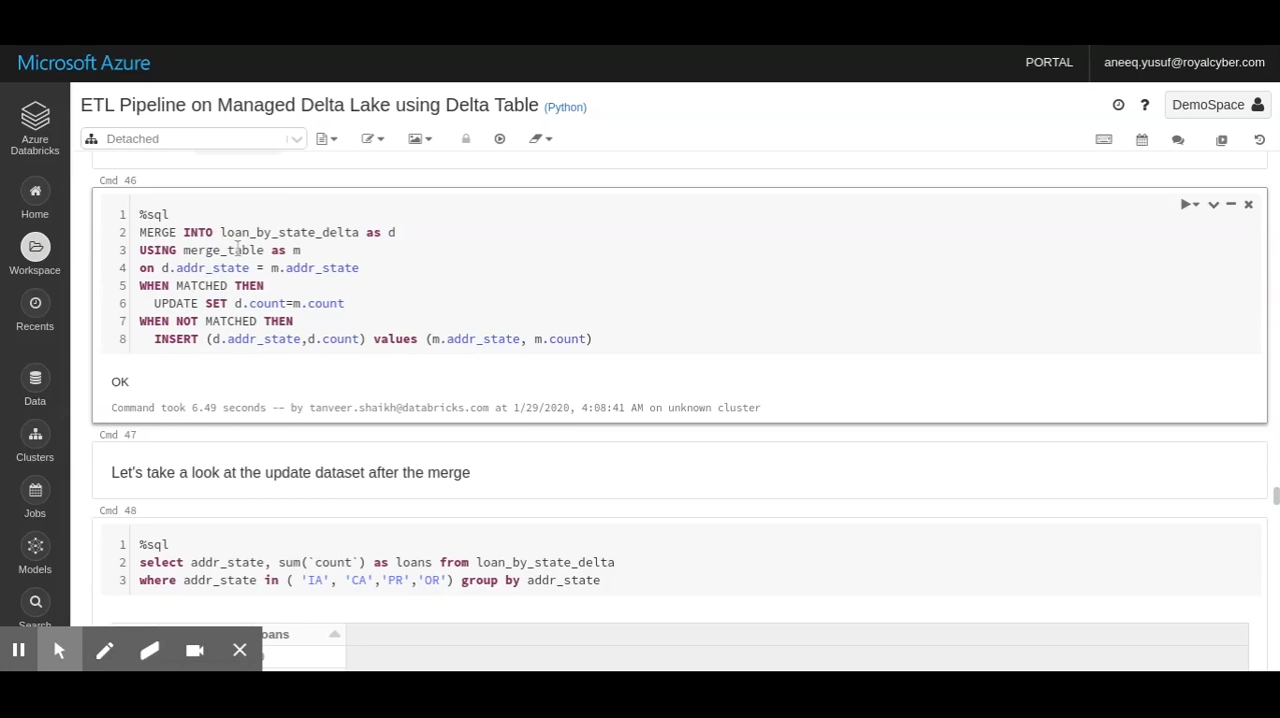 Microsoft Azure
PORTAL
aneeq.yusuf@royalcyber.com
Azure
Databricks
Home
Workspace
Recents
Data
Clusters
Jobs
Models
ETL Pipeline on Managed Delta Lake using Delta Table (Python)
?
DemoSpace
Detached
Cmd 46
1 %sql
2 MERGE INTO loan_by_state_delta as d
3 USING merge_table as m
4 on d.addr_state = m.addr_state
5 WHEN MATCHED THEN
6 UPDATE SET d.count=m.count
7 WHEN NOT MATCHED THEN
8 INSERT (d.addr_state,d.count) values (m.addr_state, m.count)
OK
Command took 6.49 seconds -- by tanveer.shaikh@databricks.com at 1/29/2020, 4:08:41 AM on unknown cluster
Cmd 47
Let's take a look at the update dataset after the merge
Cmd 48
1 %sql
2 select addr_state, sum(`count`) as loans from loan_by_state_delta
3 where addr_state in ( 'IA', 'CA','PR','OR') group by addr_state